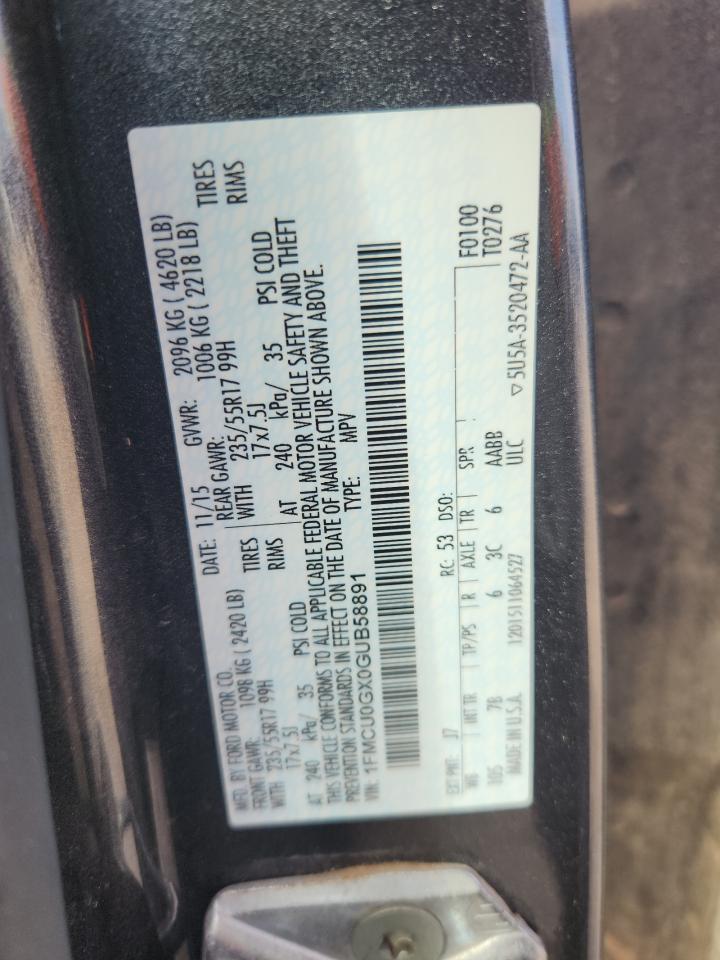 MFD. BY FORD MOTOR CO. DATE: 11/15 GVWR: 2096 KG ( 4620 LB)
FRONT GAWR: 1098 KG ( 2420 LB) REAR GAWR: 1006 KG ( 2218 LB)
WITH 235/55R17 99H TIRES WITH 235/55R17 99H TIRES
17x7.5J RIMS 17x7.5J RIMS
AT 240 kPa/ 35 PSI COLD AT 240 kPa/ 35 PSI COLD
THIS VEHICLE CONFORMS TO ALL APPLICABLE FEDERAL MOTOR VEHICLE SAFETY AND THEFT
PREVENTION STANDARDS IN EFFECT ON THE DATE OF MANUFACTURE SHOWN ABOVE.
VIN: 1FMCU0GX0GUB58891 TYPE: MPV
EXT PNT: J7 RC: 53 DSO:
WB INT TR TP/PS R AXLE TR SPR F0100
105 7B 6 3C 6 AABB T0276
MADE IN U.S.A. 1201511064527 ULC ▽ 5U5A-3520472-AA